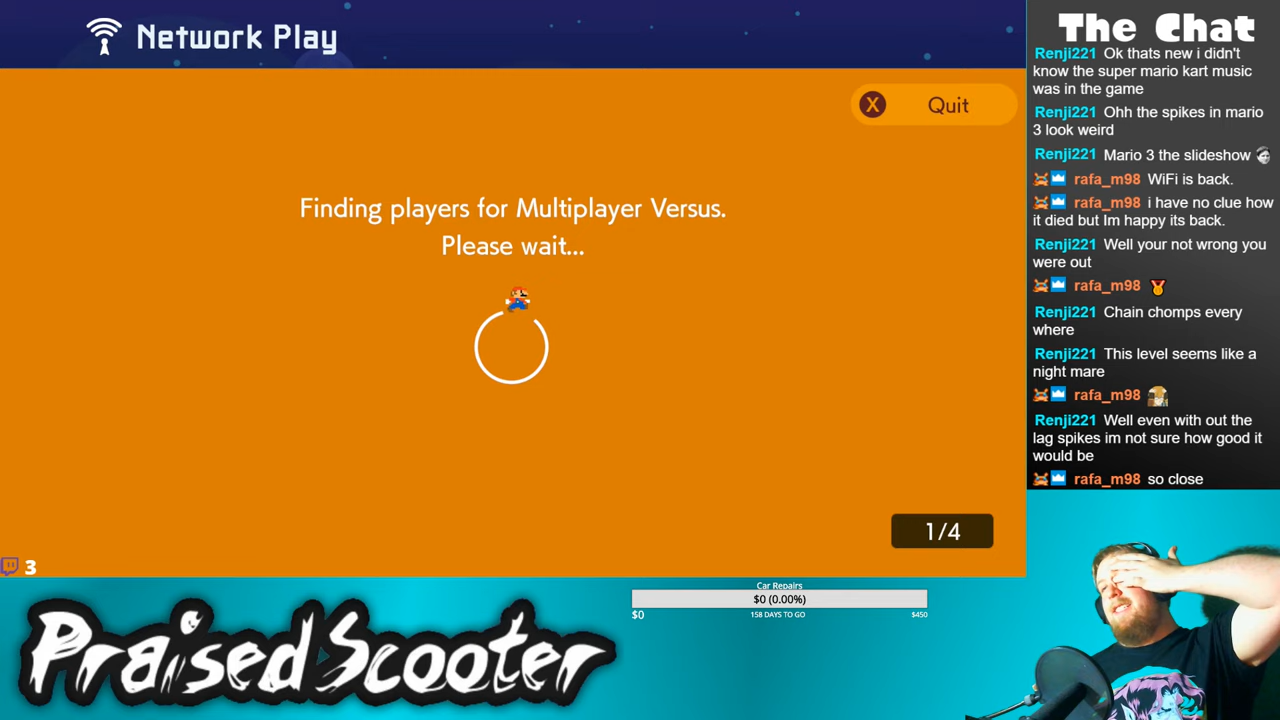 Network Play
X Quit
Finding players for Multiplayer Versus.
Please wait...
1/4
3
PraisedScooter
Car Repairs
$0 (0.00%)
$0 158 DAYS TO GO $450
The Chat
Renji221 Ok thats new i didn't
know the super mario kart music
was in the game
Renji221 Ohh the spikes in mario
3 look weird
Renji221 Mario 3 the slideshow
rafa_m98 WiFi is back.
rafa_m98 i have no clue how
it died but Im happy its back.
Renji221 Well your not wrong you
were out
rafa_m98
Renji221 Chain chomps every
where
Renji221 This level seems like a
night mare
rafa_m98
Renji221 Well even with out the
lag spikes im not sure how good it
would be
rafa_m98 so close